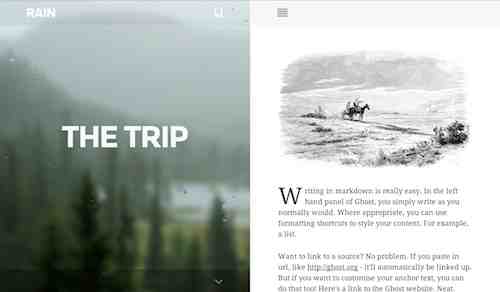 RAIN
THE TRIP
Writing in markdown is really easy. In the left
hand panel of Ghost, you simply write as you
normally would. Where appropriate, you can use
formatting shortcuts to style your content. For example,
a list.
Want to link to a source? No problem. If you paste in
url, like http://ghost.org - it'll automatically be linked up.
But if you want to customise your anchor text, you can
do that too! Here's a link to the Ghost website. Neat.